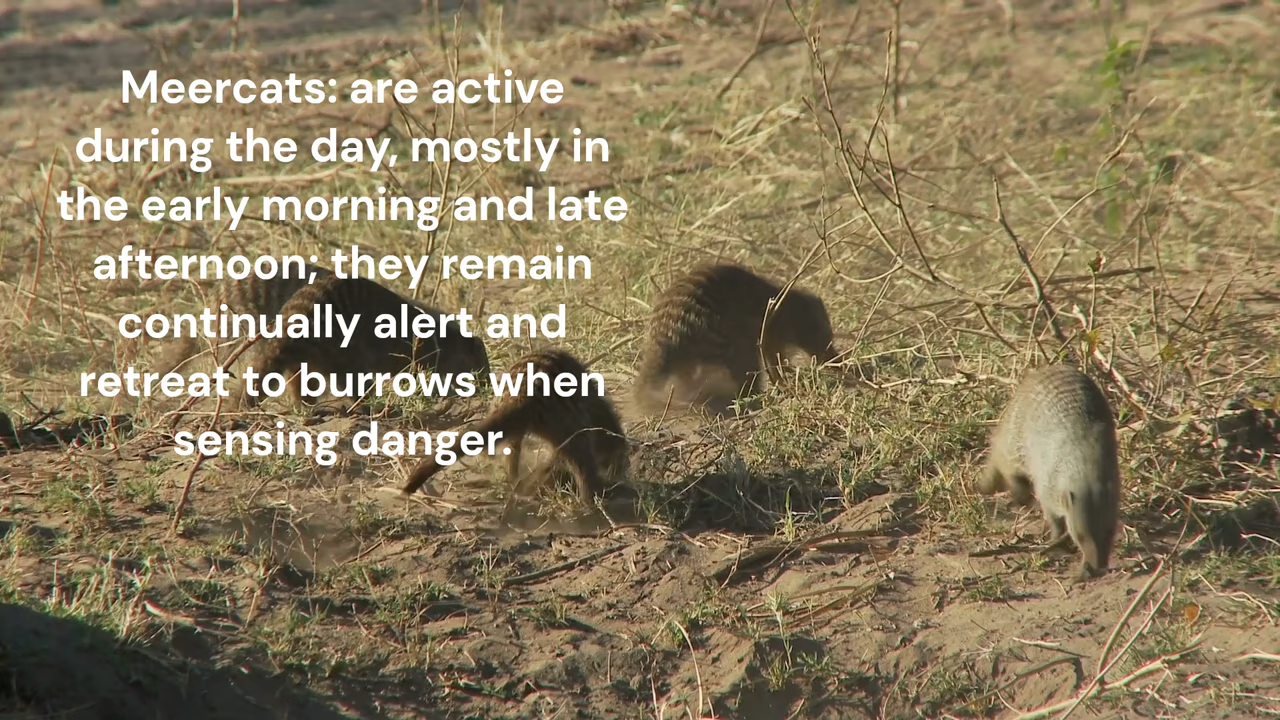 Meercats: are active
during the day, mostly in
the early morning and late
afternoon; they remain
continually alert and
retreat to burrows when
sensing danger.